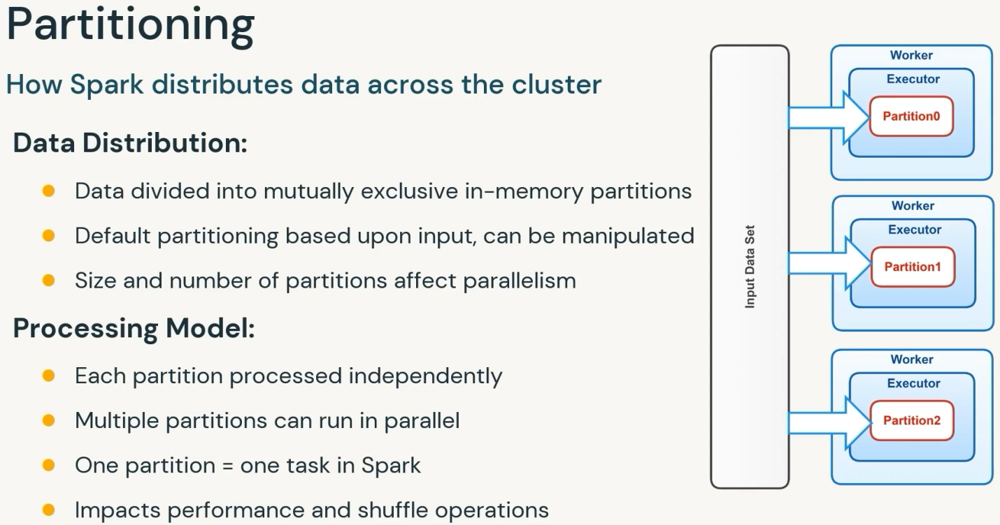 Partitioning
How Spark distributes data across the cluster
Data Distribution:
Data divided into mutually exclusive in-memory partitions
Default partitioning based upon input, can be manipulated
Size and number of partitions affect parallelism
Processing Model:
Each partition processed independently
Multiple partitions can run in parallel
One partition = one task in Spark
Impacts performance and shuffle operations
Input Data Set
Worker
Executor
Partition0
Worker
Executor
Partition1
Worker
Executor
Partition2